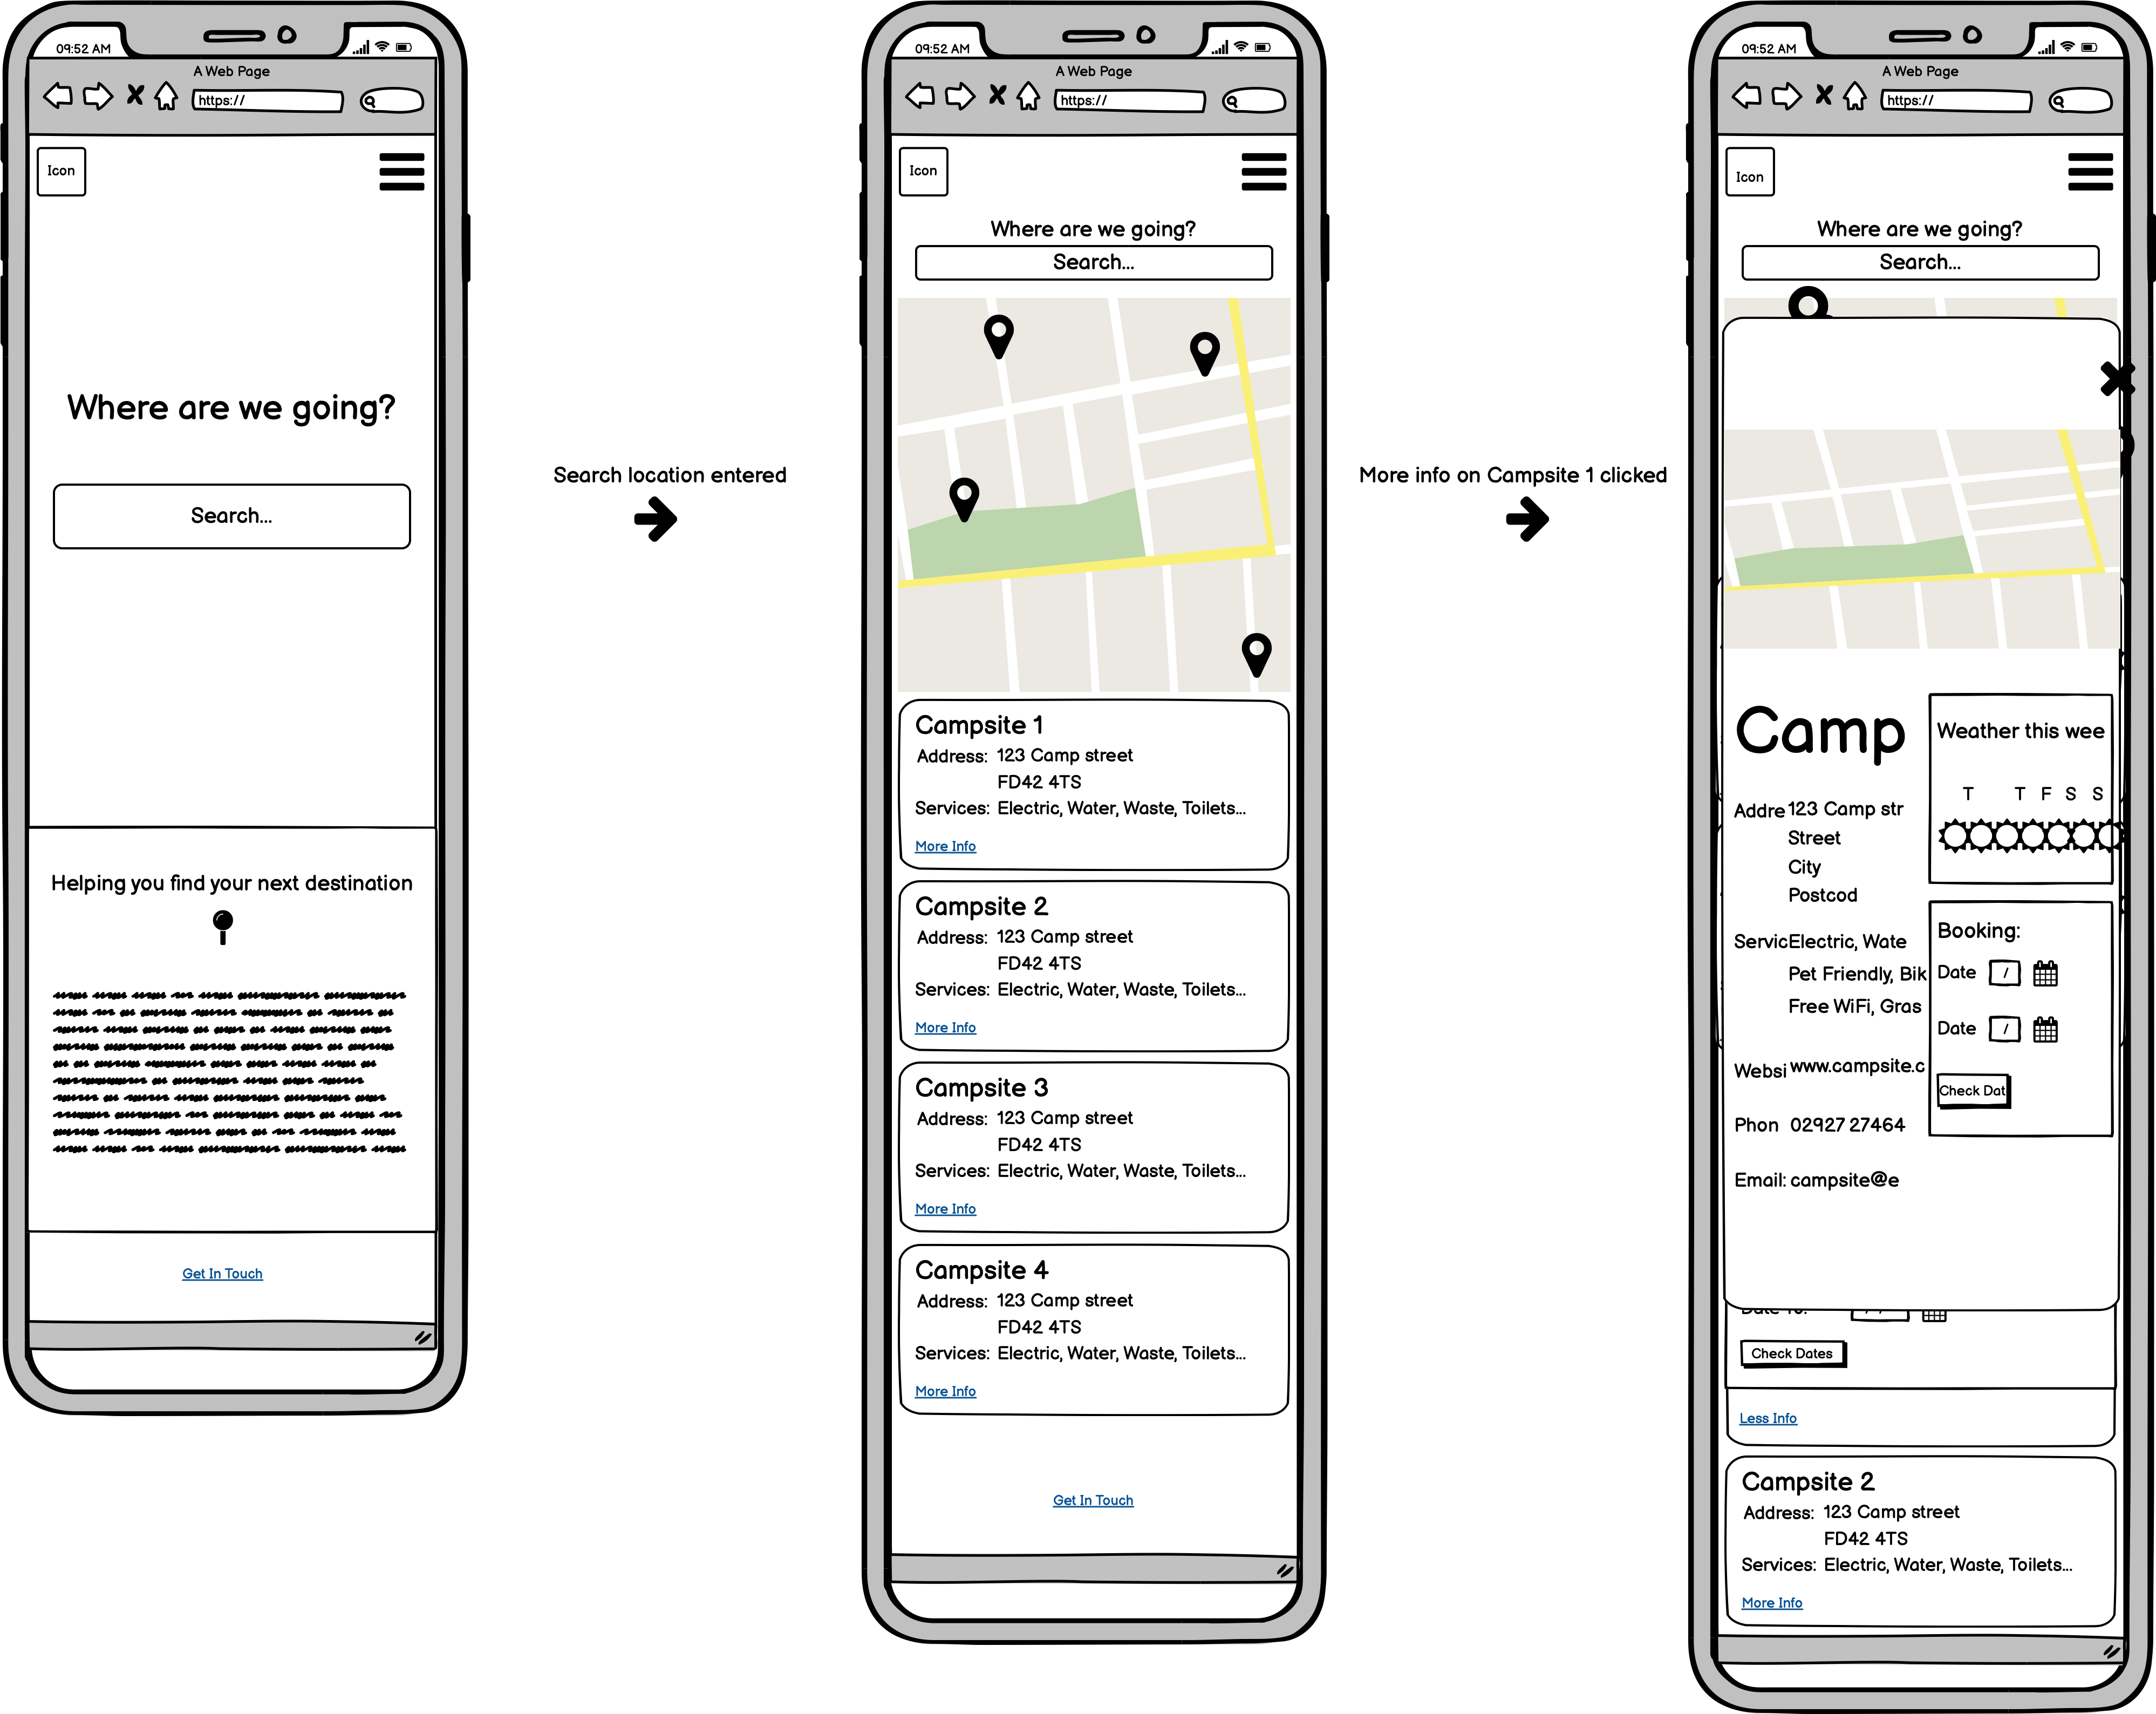 09:52 AM
A Web Page
https://
Icon
Where are we going?
Search...
Helping you find your next destination
Get In Touch
Search location entered
09:52 AM
A Web Page
https://
Icon
Where are we going?
Search...
Campsite 1
Address: 123 Camp street
FD42 4TS
Services: Electric, Water, Waste, Toilets...
More Info
Campsite 2
Address: 123 Camp street
FD42 4TS
Services: Electric, Water, Waste, Toilets...
More Info
Campsite 3
Address: 123 Camp street
FD42 4TS
Services: Electric, Water, Waste, Toilets...
More Info
Campsite 4
Address: 123 Camp street
FD42 4TS
Services: Electric, Water, Waste, Toilets...
More Info
Get In Touch
More info on Campsite 1 clicked
09:52 AM
A Web Page
https://
Icon
Where are we going?
Search...
Camp
Addre 123 Camp str
Street
City
Postcod
Servic Electric, Wate
Pet Friendly, Bik
Free WiFi, Gras
Websi www.campsite.c
Phon 02927 27464
Email: campsite@e
Weather this wee
T T F S S
Booking:
Date /
Date /
Check Dat
Check Dates
Less Info
Campsite 2
Address: 123 Camp street
FD42 4TS
Services: Electric, Water, Waste, Toilets...
More Info